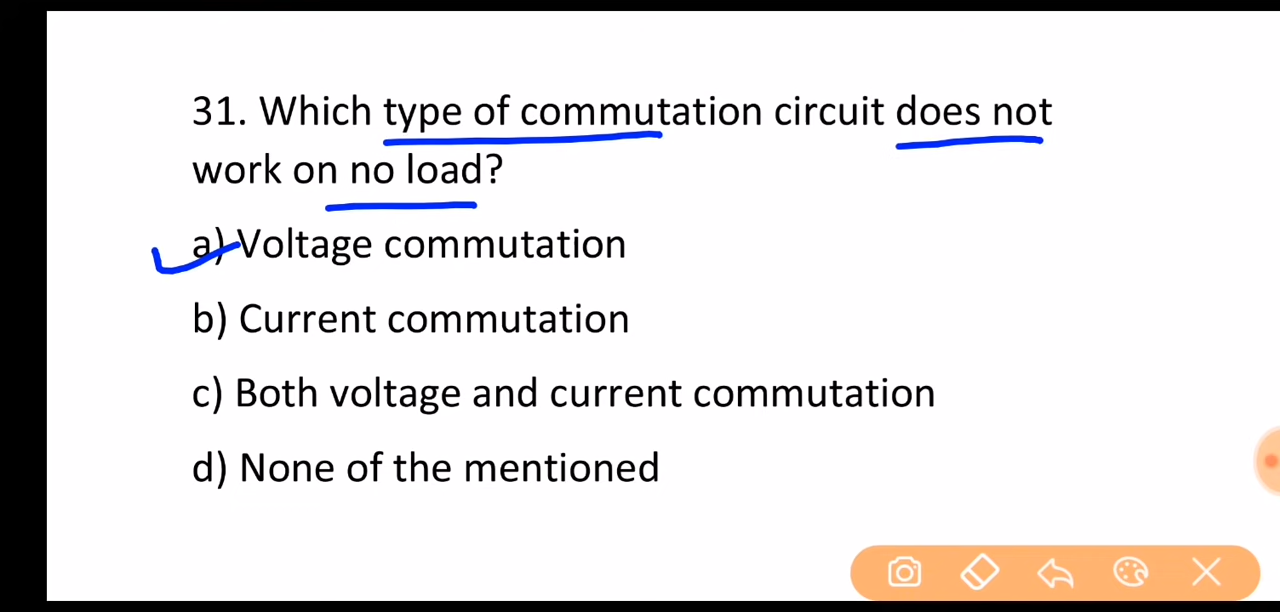 31. Which type of commutation circuit does not
work on no load?
a) Voltage commutation
b) Current commutation
c) Both voltage and current commutation
d) None of the mentioned